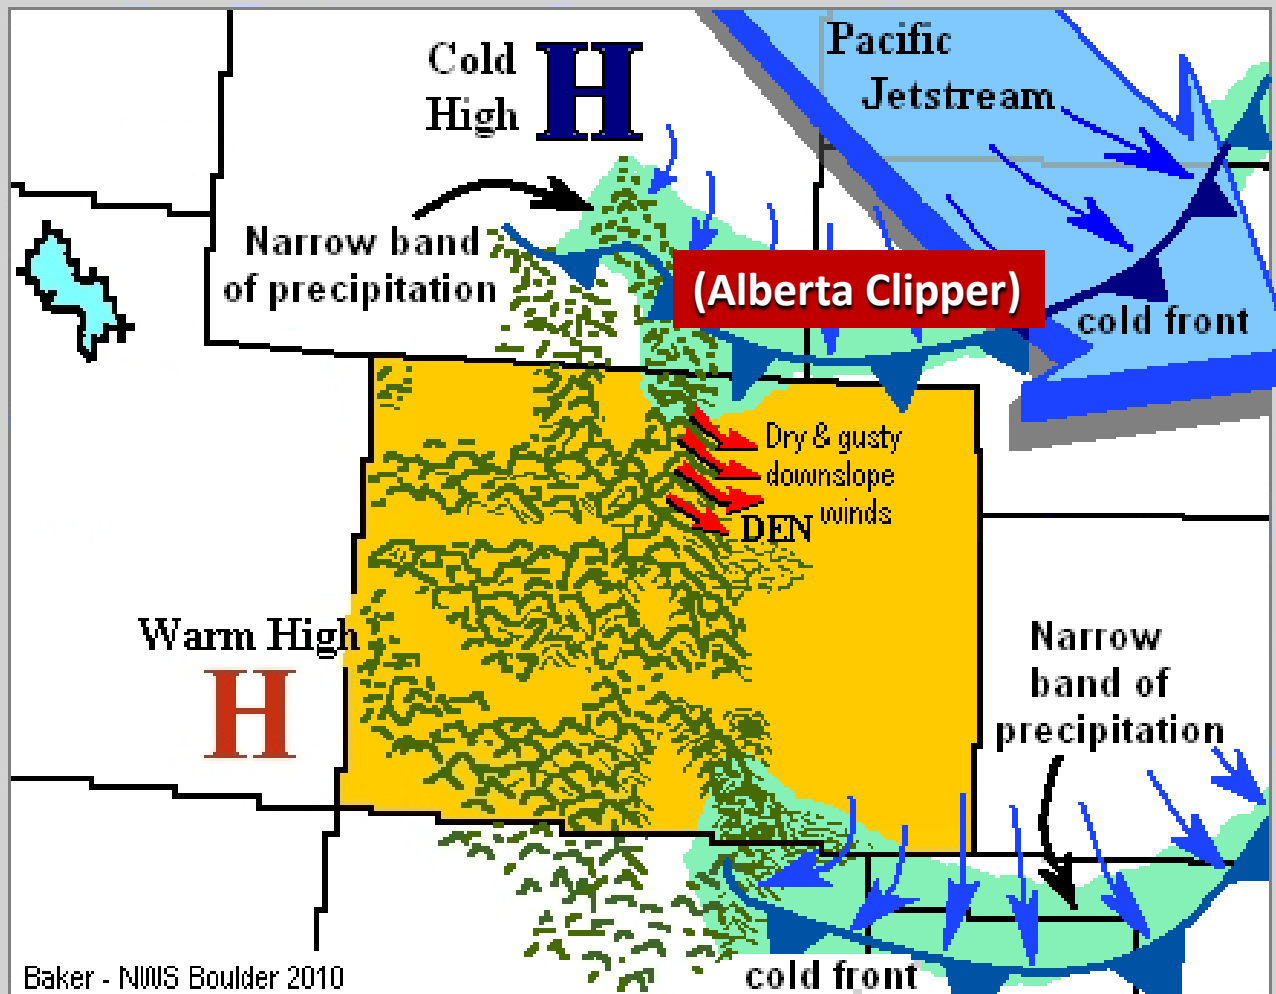 Cold
High
H
Pacific
Jetstream
Narrow band
of precipitation
(Alberta Clipper)
cold front
Dry & gusty
downslope
winds
DEN
Warm High
H
Narrow
band of
precipitation
cold front
Baker - NWS Boulder 2010